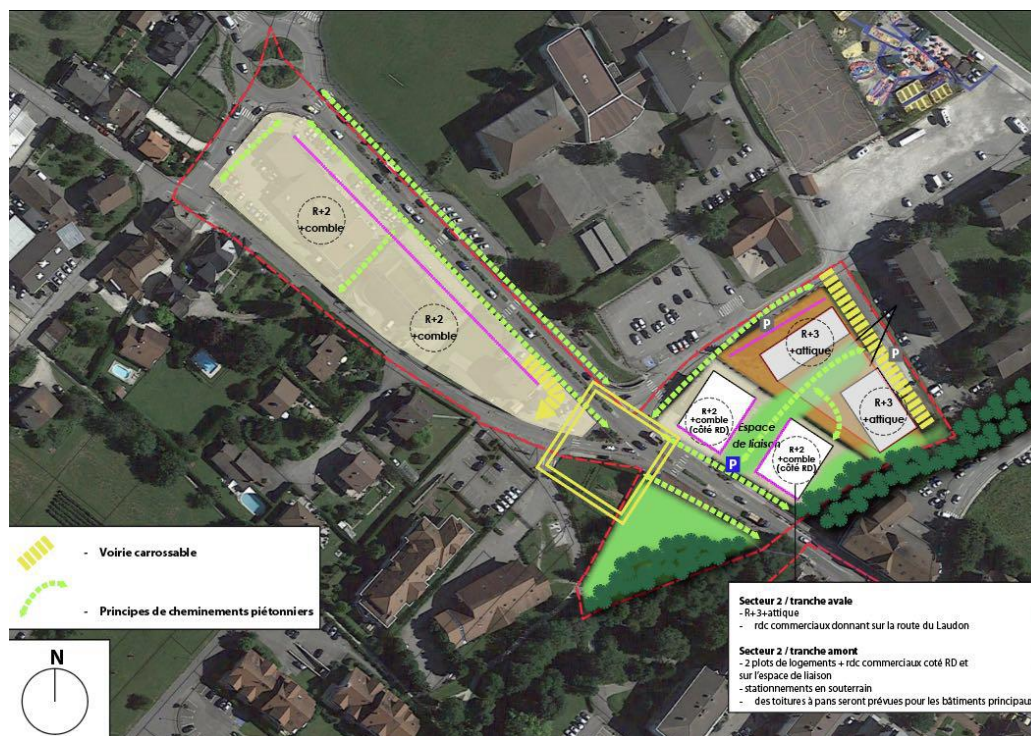 R+2
+comble
R+2
+comble
P
R+3
+attique
P
R+3
+attique
R+2
+comble
(côté RD)
Espace
de liaison
R+2
+comble
(côté RD)
P
- Voirie carrossable
- Principes de cheminements piétonniers
N
Secteur 2 / tranche avale
- R+3+attique
- rdc commerciaux donnant sur la route du Laudon
Secteur 2 / tranche amont
- 2 plots de logements + rdc commerciaux coté RD et
sur l'espace de liaison
- stationnements en souterrain
- des toitures à pans seront prévues pour les bâtiments principaux